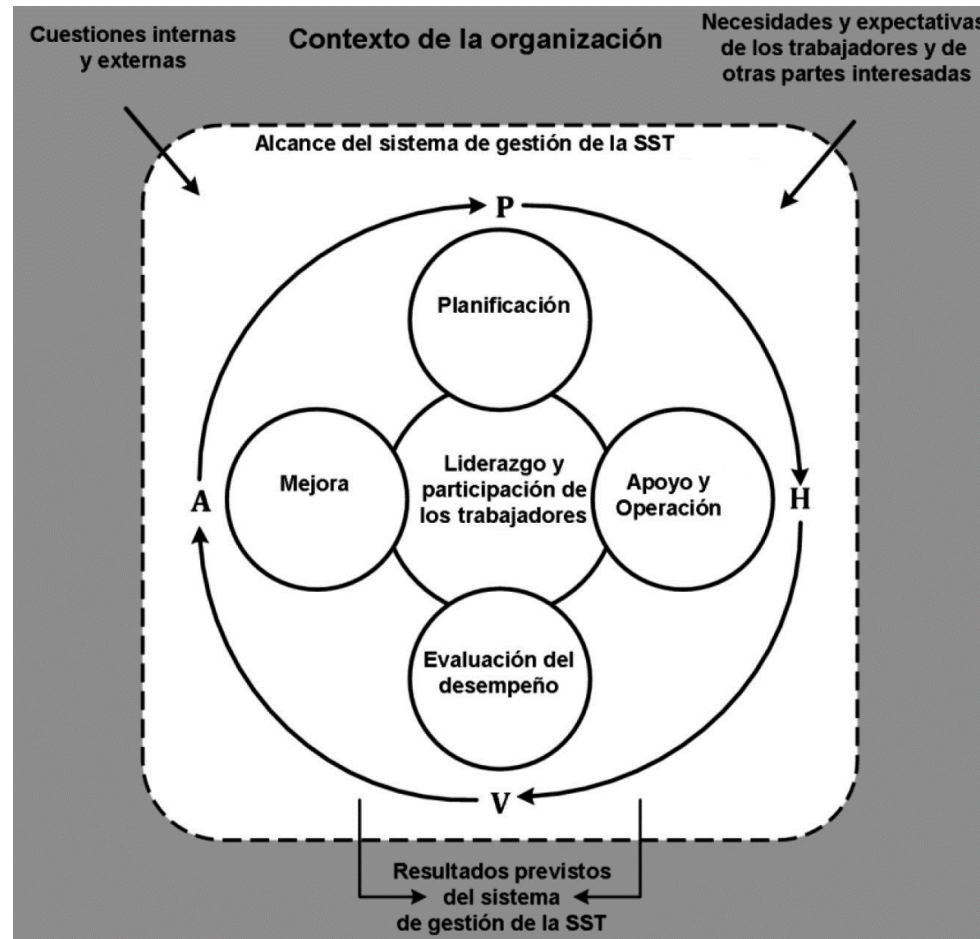 Cuestiones internas
y externas
Contexto de la organización
Necesidades y expectativas
de los trabajadores y de
otras partes interesadas
Alcance del sistema de gestión de la SST
P
Planificación
Mejora
Liderazgo y
participación de
los trabajadores
Apoyo y
Operación
A
H
Evaluación del
desempeño
V
Resultados previstos
del sistema
de gestión de la SST